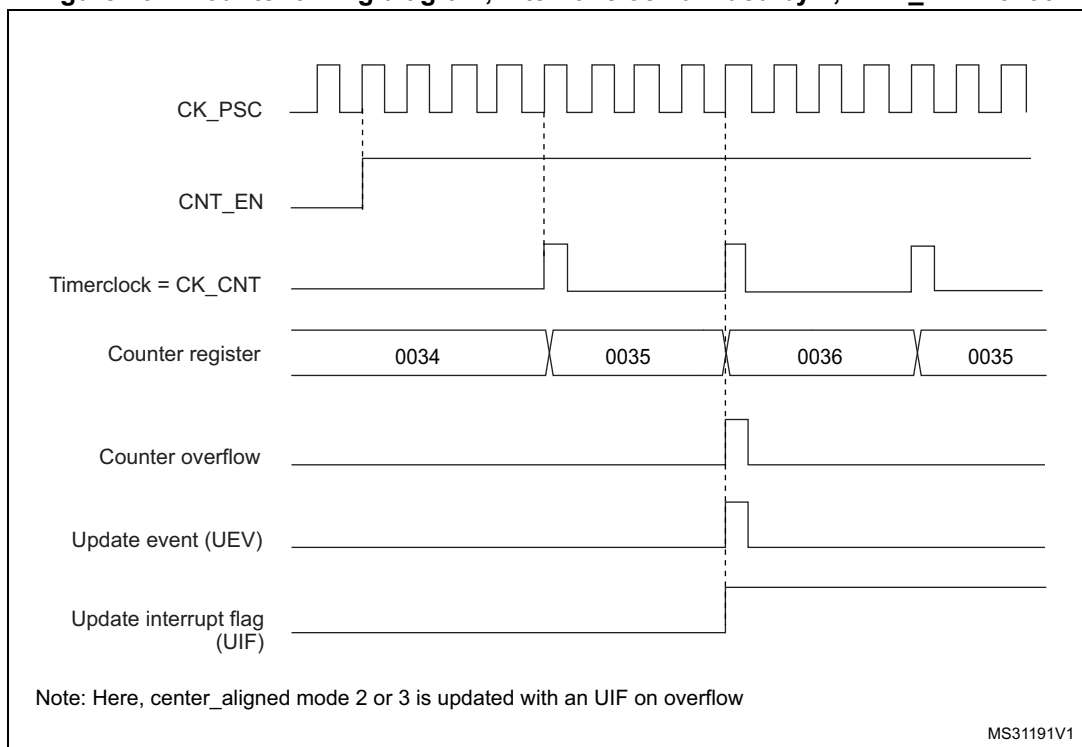 CK_PSC
CNT_EN
Timerclock = CK_CNT
Counter register
0034
0035
0036
0035
Counter overflow
Update event (UEV)
Update interrupt flag
(UIF)
Note: Here, center_aligned mode 2 or 3 is updated with an UIF on overflow
MS31191V1